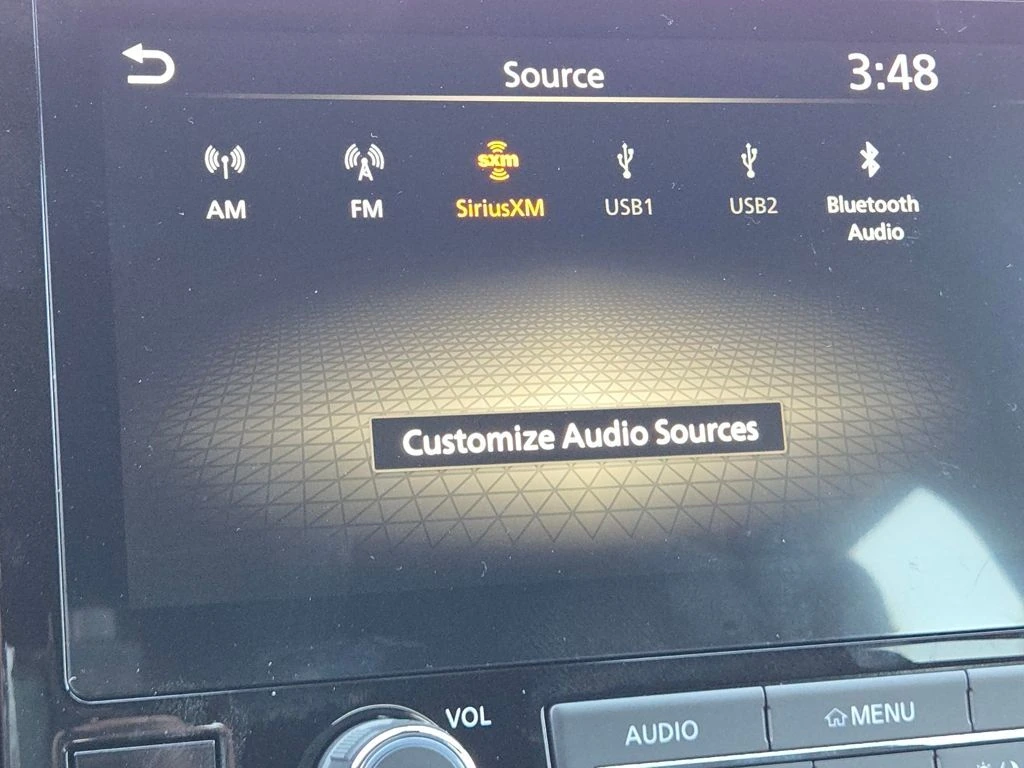 Source
3:48
sxm
AM
FM
SiriusXM
USB1
USB2
Bluetooth
Audio
Customize Audio Sources
VOL
AUDIO
MENU